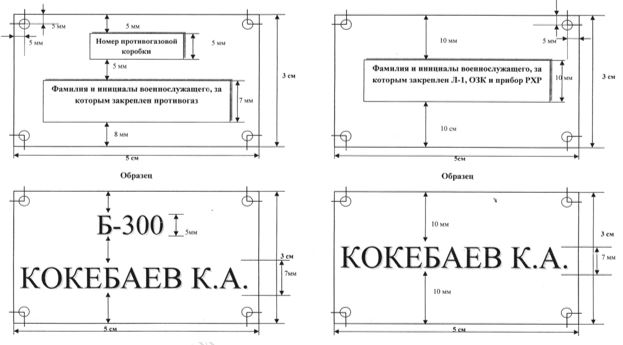 5 мм
5 мм
5 мм
Номер противогазовой
коробки
5 мм
5 мм
Фамилия и инициалы военнослужащего, за
которым закреплен противогаз
7 мм
8 мм
3 см
5 см
10 мм
5 мм
Фамилия и инициалы военнослужащего, за
которым закреплен Л-1, ОЗК и прибор РХР
10 мм
3 см
10 см
5см
Образец
Б-300
5мм
КОКЕБАЕВ К.А.
3 см
7мм
5 см
Образец
10 мм
3 см
КОКЕБАЕВ К.А.
7 мм
10 мм
5 см